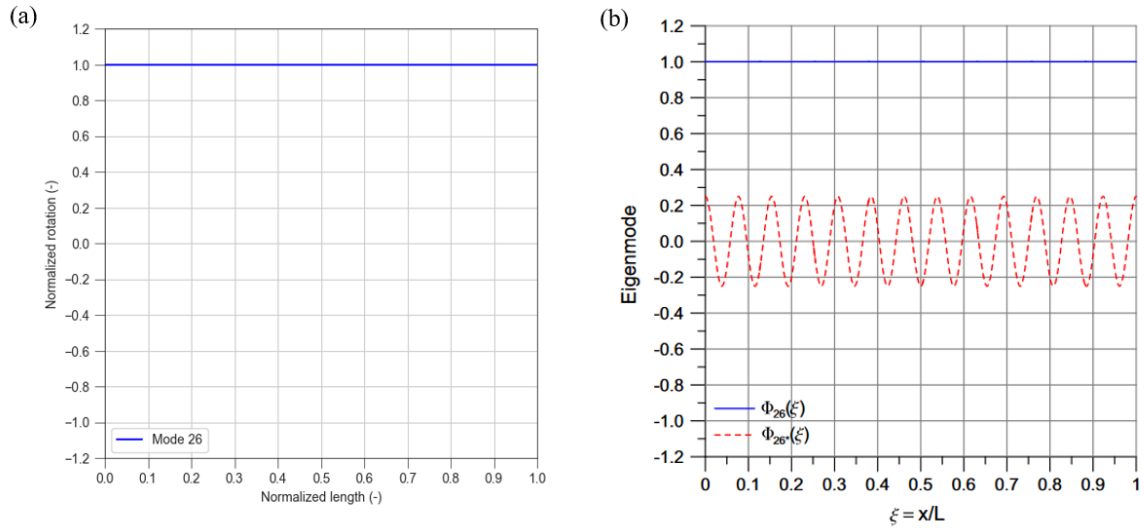 (a)
1.2
1.0
0.8
0.6
0.4
0.2
0.0
−0.2
−0.4
−0.6
−0.8
−1.0
−1.2
Normalized rotation (-)
Mode 26
0.0 0.1 0.2 0.3 0.4 0.5 0.6 0.7 0.8 0.9 1.0
Normalized length (-)
(b)
1.2
1.0
0.8
0.6
0.4
0.2
0.0
-0.2
-0.4
-0.6
-0.8
-1.0
-1.2
Eigenmode
Φ26(ξ)
Φ26*(ξ)
0 0.1 0.2 0.3 0.4 0.5 0.6 0.7 0.8 0.9 1
ξ = x/L